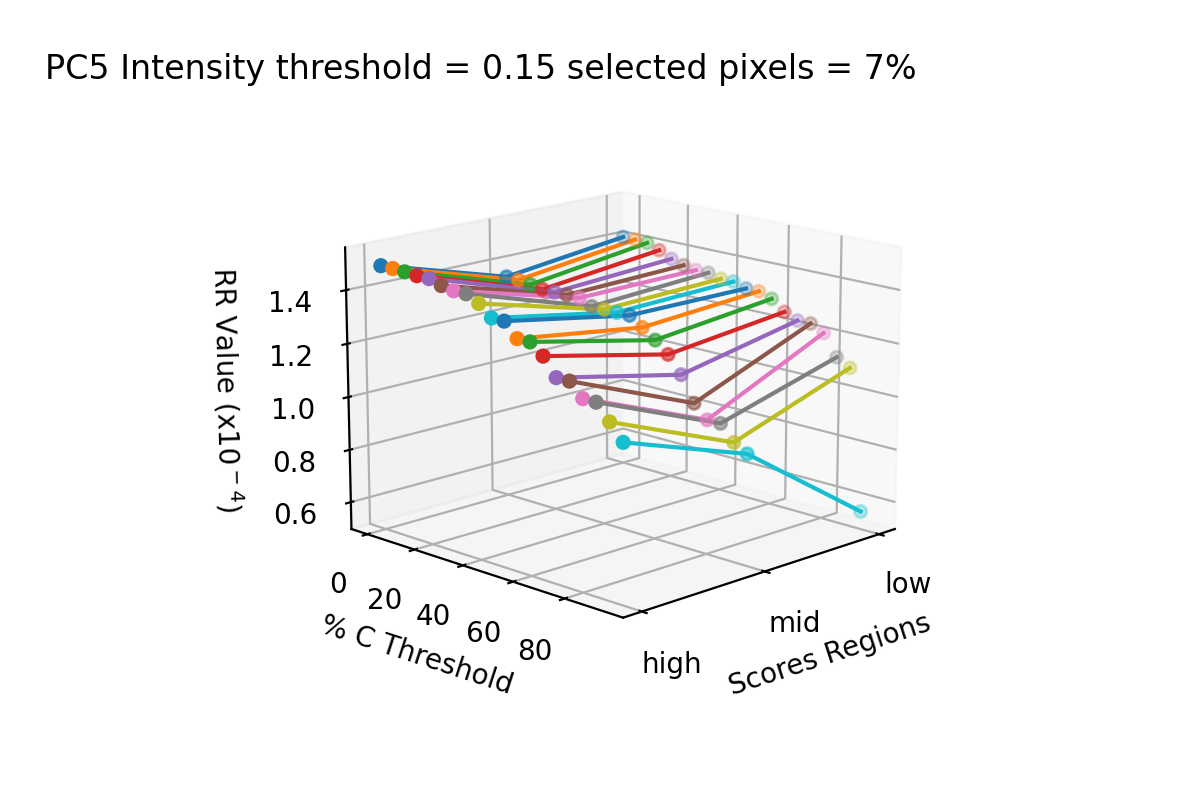 PC5 Intensity threshold = 0.15 selected pixels = 7%
RR Value (x10⁻⁴)
1.4
1.2
1.0
0.8
0.6
0
20
40
60
80
% C Threshold
high
mid
low
Scores Regions